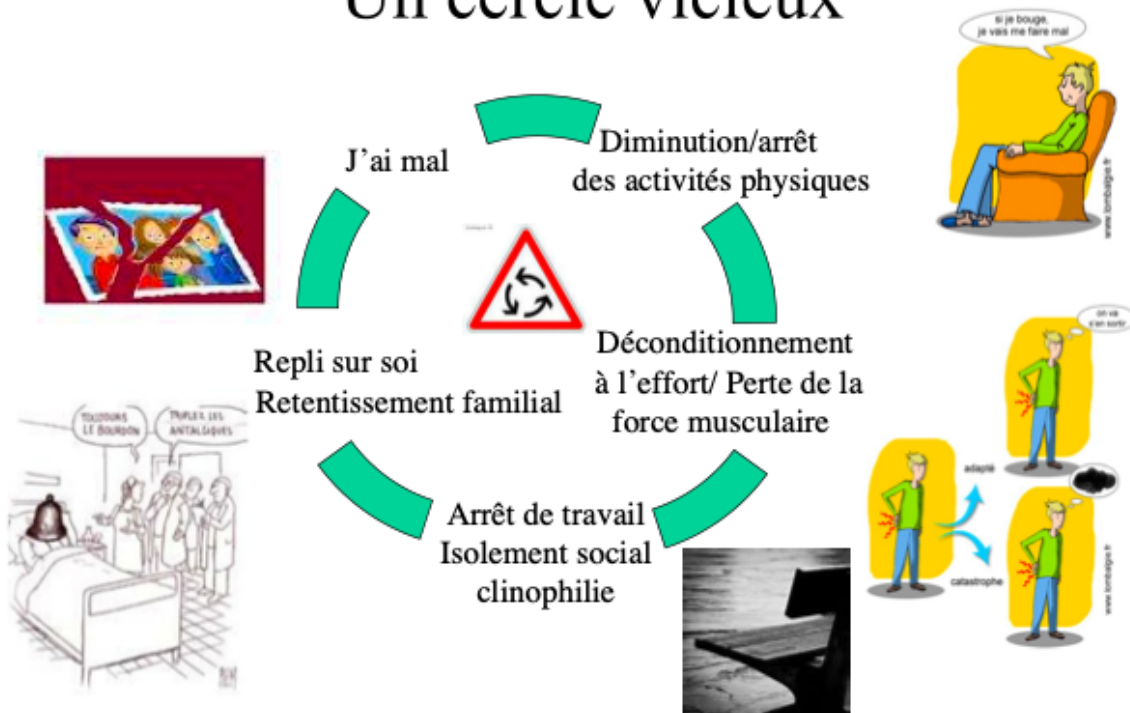 Un cercle vicieux
si je bouge,
je vais me faire mal
J'ai mal
Diminution/arrêt
des activités physiques
www.lombalgie.fr
Déconditionnement
à l'effort/ Perte de la
force musculaire
on va
s'en sortir
Repli sur soi
Retentissement familial
TOUJOURS
LE BOURDON
TRIPLEZ LES
ANTALGIQUES
adapté
catastrophe
www.lombalgie.fr
Arrêt de travail
Isolement social
clinophilie